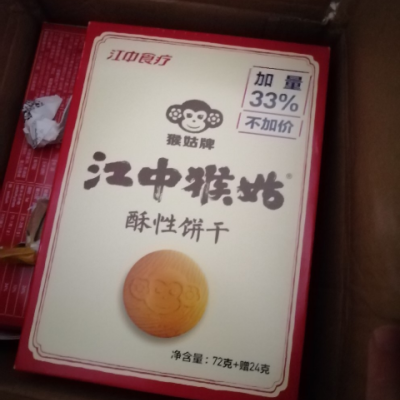 江中食疗
加量
33%
不加价
猴姑牌
江中猴姑®
酥性饼干
净含量：72克+赠24克